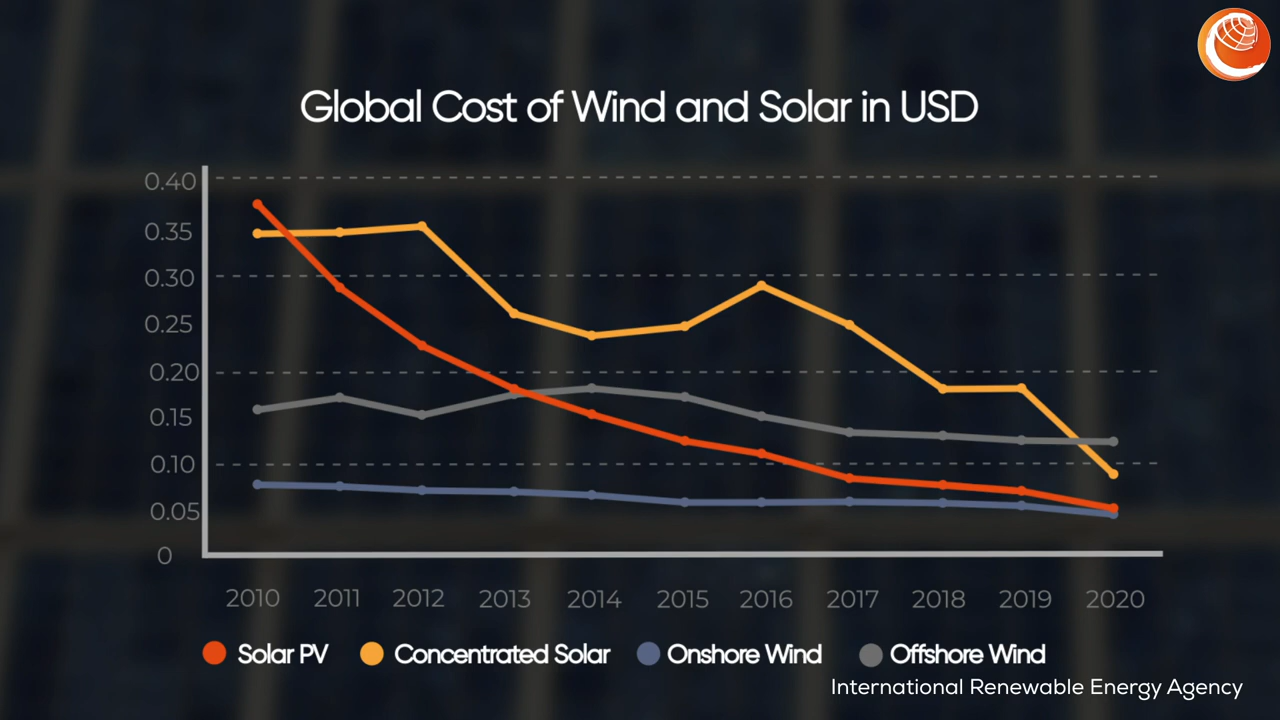 Global Cost of Wind and Solar in USD
0.40
0.35
0.30
0.25
0.20
0.15
0.10
0.05
0
2010 2011 2012 2013 2014 2015 2016 2017 2018 2019 2020
Solar PV Concentrated Solar Onshore Wind Offshore Wind
International Renewable Energy Agency